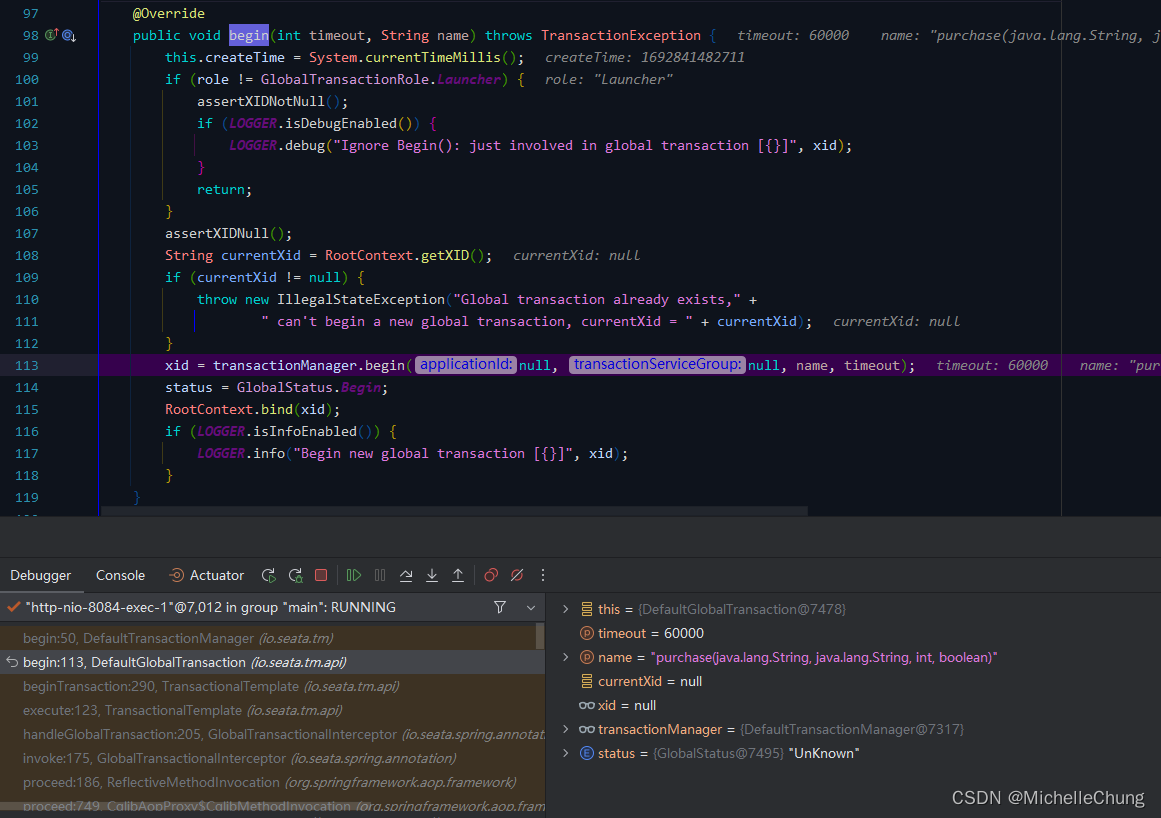 97 @Override
98 public void begin(int timeout, String name) throws TransactionException { timeout: 60000 name: "purchase(java.lang.String, j
99 this.createTime = System.currentTimeMillis(); createTime: 1692841482711
100 if (role != GlobalTransactionRole.Launcher) { role: "Launcher"
101 assertXIDNotNull();
102 if (LOGGER.isDebugEnabled()) {
103 LOGGER.debug("Ignore Begin(): just involved in global transaction [{}]", xid);
104 }
105 return;
106 }
107 assertXIDNull();
108 String currentXid = RootContext.getXID(); currentXid: null
109 if (currentXid != null) {
110 throw new IllegalStateException("Global transaction already exists," +
111 " can't begin a new global transaction, currentXid = " + currentXid); currentXid: null
112 }
113 xid = transactionManager.begin( applicationId: null, transactionServiceGroup: null, name, timeout); timeout: 60000 name: "pur
114 status = GlobalStatus.Begin;
115 RootContext.bind(xid);
116 if (LOGGER.isInfoEnabled()) {
117 LOGGER.info("Begin new global transaction [{}]", xid);
118 }
119 }
Debugger Console Actuator
"http-nio-8084-exec-1"@7,012 in group "main": RUNNING
begin:50, DefaultTransactionManager (io.seata.tm)
begin:113, DefaultGlobalTransaction (io.seata.tm.api)
beginTransaction:290, TransactionalTemplate (io.seata.tm.api)
execute:123, TransactionalTemplate (io.seata.tm.api)
handleGlobalTransaction:205, GlobalTransactionalInterceptor (io.seata.spring.annotat
invoke:175, GlobalTransactionalInterceptor (io.seata.spring.annotation)
proceed:186, ReflectiveMethodInvocation (org.springframework.aop.framework)
proceed:749, CglibAopProxy$CglibMethodInvocation (org.springframework.aop.fram
this = {DefaultGlobalTransaction@7478}
timeout = 60000
name = "purchase(java.lang.String, java.lang.String, int, boolean)"
currentXid = null
xid = null
transactionManager = {DefaultTransactionManager@7317}
status = {GlobalStatus@7495} "UnKnown"
CSDN @MichelleChung